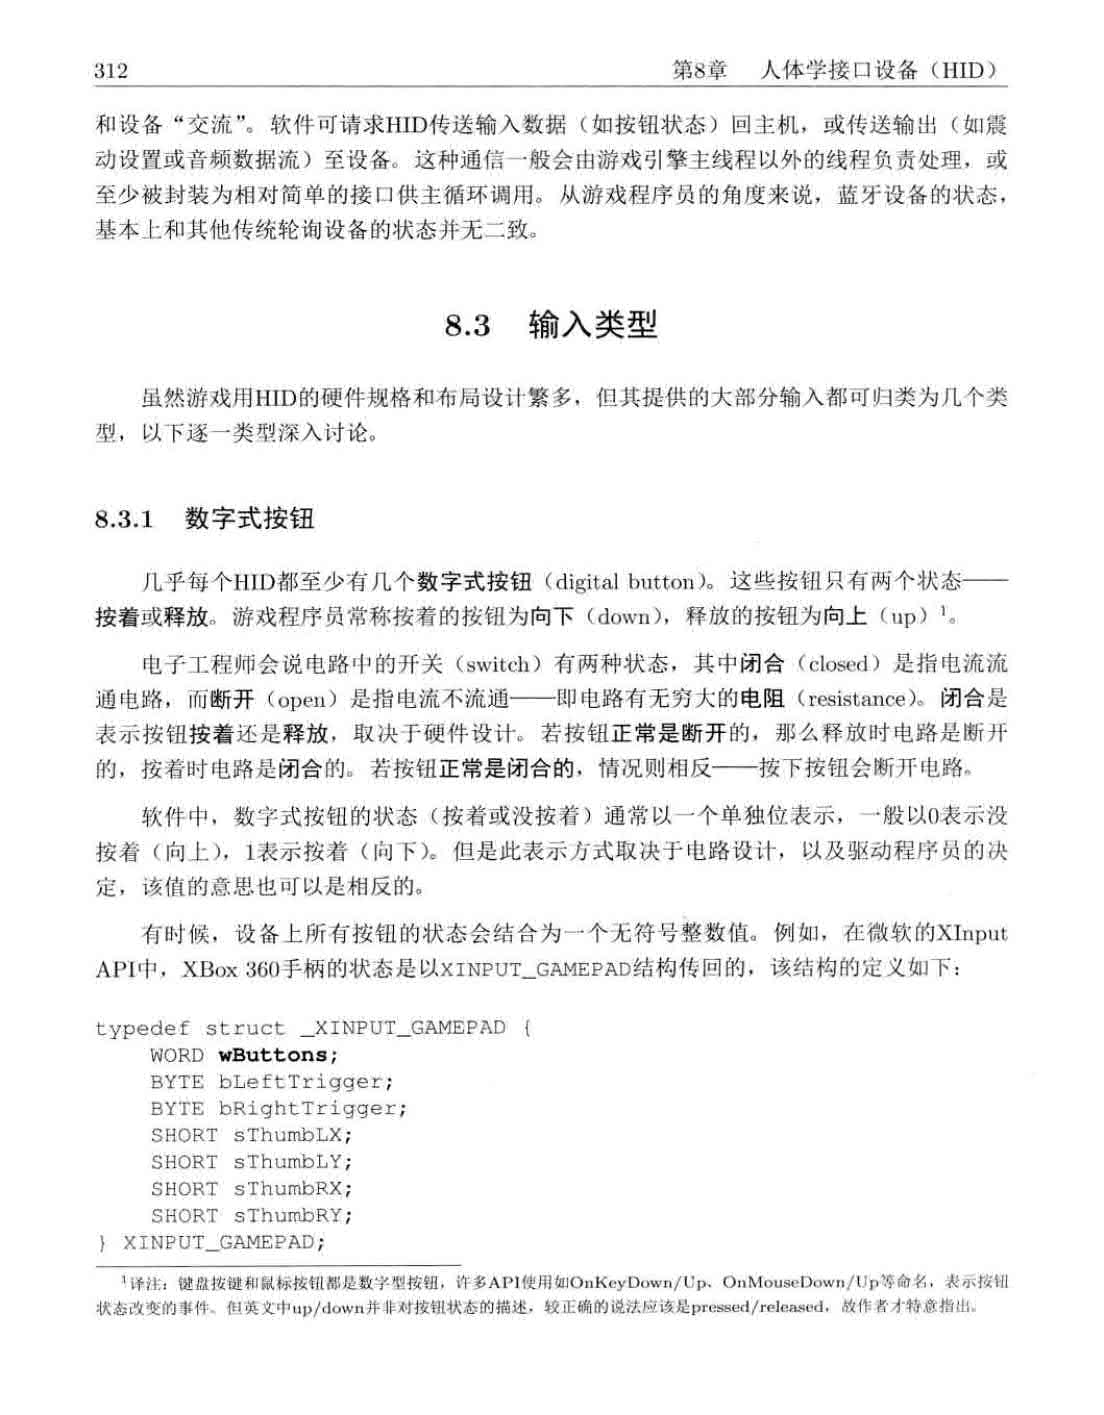 312 第8章 人体学接口设备（HID）
和设备“交流”。软件可请求HID传送输入数据（如按钮状态）回主机，或传送输出（如震
动设置或音频数据流）至设备。这种通信一般会由游戏引擎主线程以外的线程负责处理，或
至少被封装为相对简单的接口供主循环调用。从游戏程序员的角度来说，蓝牙设备的状态，
基本上和其他传统轮询设备的状态并无二致。
8.3 输入类型
虽然游戏用HID的硬件规格和布局设计繁多，但其提供的大部分输入都可归类为几个类
型，以下逐一类型深入讨论。
8.3.1 数字式按钮
几乎每个HID都至少有几个数字式按钮（digital button）。这些按钮只有两个状态——
按着或释放。游戏程序员常称按着的按钮为向下（down），释放的按钮为向上（up）1。
电子工程师会说电路中的开关（switch）有两种状态，其中闭合（closed）是指电流流
通电路，而断开（open）是指电流不流通——即电路有无穷大的电阻（resistance）。闭合是
表示按钮按着还是释放，取决于硬件设计。若按钮正常是断开的，那么释放时电路是断开
的，按着时电路是闭合的。若按钮正常是闭合的，情况则相反——按下按钮会断开电路。
软件中，数字式按钮的状态（按着或没按着）通常以一个单独位表示，一般以0表示没
按着（向上），1表示按着（向下）。但是此表示方式取决于电路设计，以及驱动程序员的决
定，该值的意思也可以是相反的。
有时候，设备上所有按钮的状态会结合为一个无符号整数值。例如，在微软的XInput
API中，XBox 360手柄的状态是以XINPUT_GAMEPAD结构传回的，该结构的定义如下：
typedef struct _XINPUT_GAMEPAD {
WORD wButtons;
BYTE bLeftTrigger;
BYTE bRightTrigger;
SHORT sThumbLX;
SHORT sThumbLY;
SHORT sThumbRX;
SHORT sThumbRY;
} XINPUT_GAMEPAD;
1译注：键盘按键和鼠标按钮都是数字型按钮，许多API使用如OnKeyDown/Up、OnMouseDown/Up等命名，表示按钮
状态改变的事件。但英文中up/down并非对按钮状态的描述，较正确的说法应该是pressed/released，故作者才特意指出。